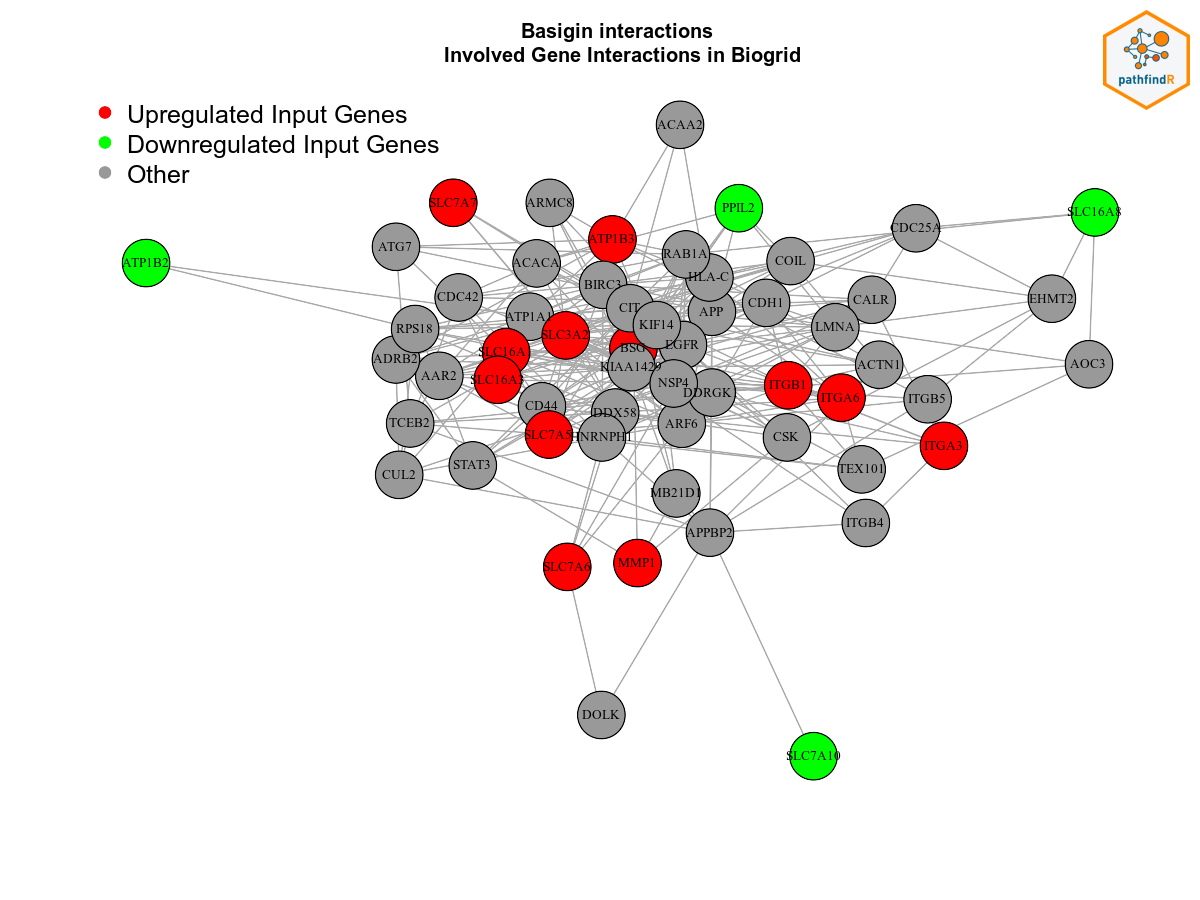 Basigin interactions
Involved Gene Interactions in Biogrid
pathfindR
Upregulated Input Genes
Downregulated Input Genes
Other
ACAA2
SLC7A7
ARMC8
PPIL2
SLC16A8
ATP1B3
CDC25A
ATG7
ATP1B2
ACACA
RAB1A
COIL
HLA-C
BIRC3
CDC42
CDH1
CALR
EHMT2
ATP1A1
CIT
APP
RPS18
SLC3A2
KIF14
LMNA
BSG
EGFR
ADRB2
SLC16A
KIAA1429
ACTN1
AOC3
AAR2
SLC16A3
NSP4
DDRGK
ITGB1
ITGA6
ITGB5
CD44
DDX58
TCEB2
SLC7A5
HNRNPH1
ARF6
CSK
ITGA3
CUL2
STAT3
TEX101
MB21D1
APPBP2
ITGB4
SLC7A6
MMP1
DOLK
SLC7A10